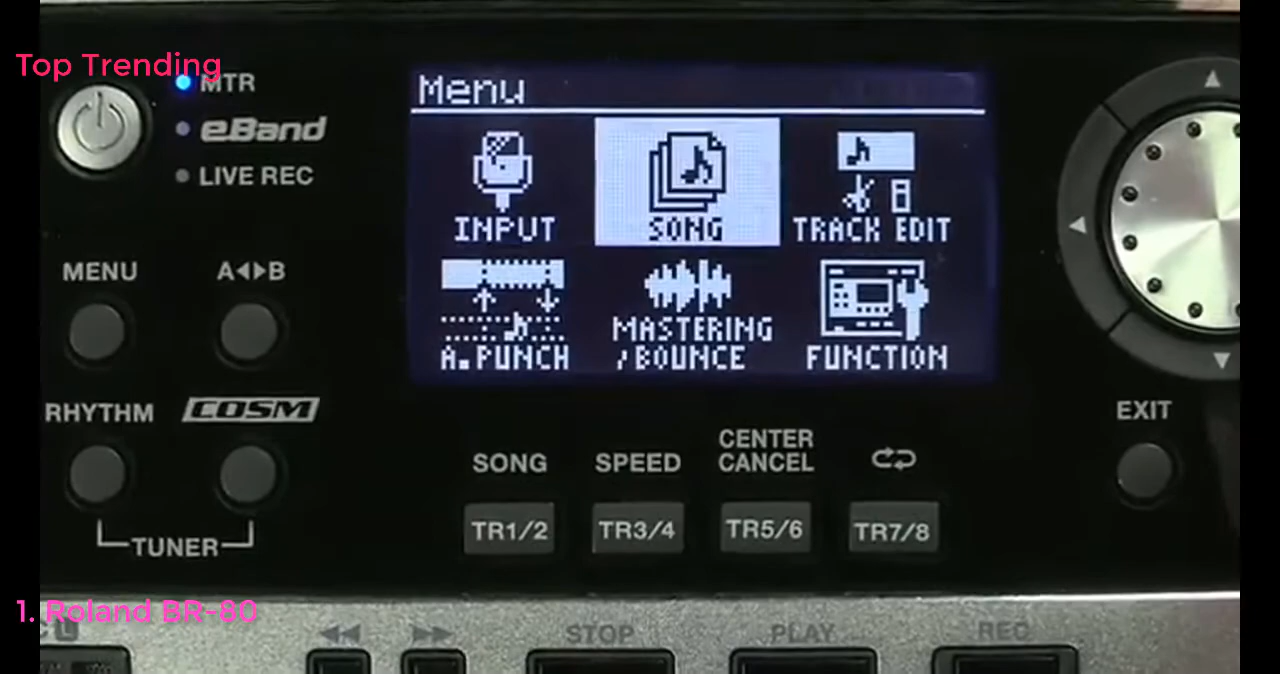 Top Trending
MTR
eBand
LIVE REC
Menu
INPUT
SONG
TRACK EDIT
A.PUNCH
MASTERING
/BOUNCE
FUNCTION
MENU
A◂▸B
RHYTHM
COSM
TUNER
SONG
SPEED
CENTER
CANCEL
TR1/2
TR3/4
TR5/6
TR7/8
EXIT
1. Roland BR-80
L
STOP
PLAY
REC